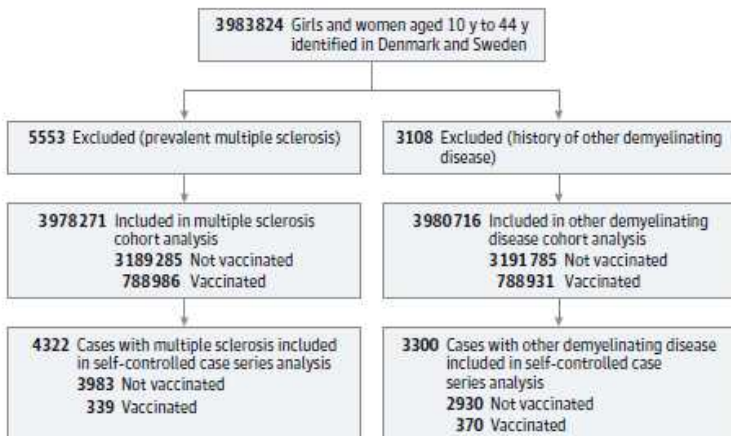 3983824 Girls and women aged 10 y to 44 y
identified in Denmark and Sweden
5553 Excluded (prevalent multiple sclerosis)
3108 Excluded (history of other demyelinating
disease)
3978271 Included in multiple sclerosis
cohort analysis
3189285 Not vaccinated
788986 Vaccinated
3980716 Included in other demyelinating
disease cohort analysis
3191785 Not vaccinated
788931 Vaccinated
4322 Cases with multiple sclerosis included
in self-controlled case series analysis
3983 Not vaccinated
339 Vaccinated
3300 Cases with other demyelinating disease
included in self-controlled case
series analysis
2930 Not vaccinated
370 Vaccinated